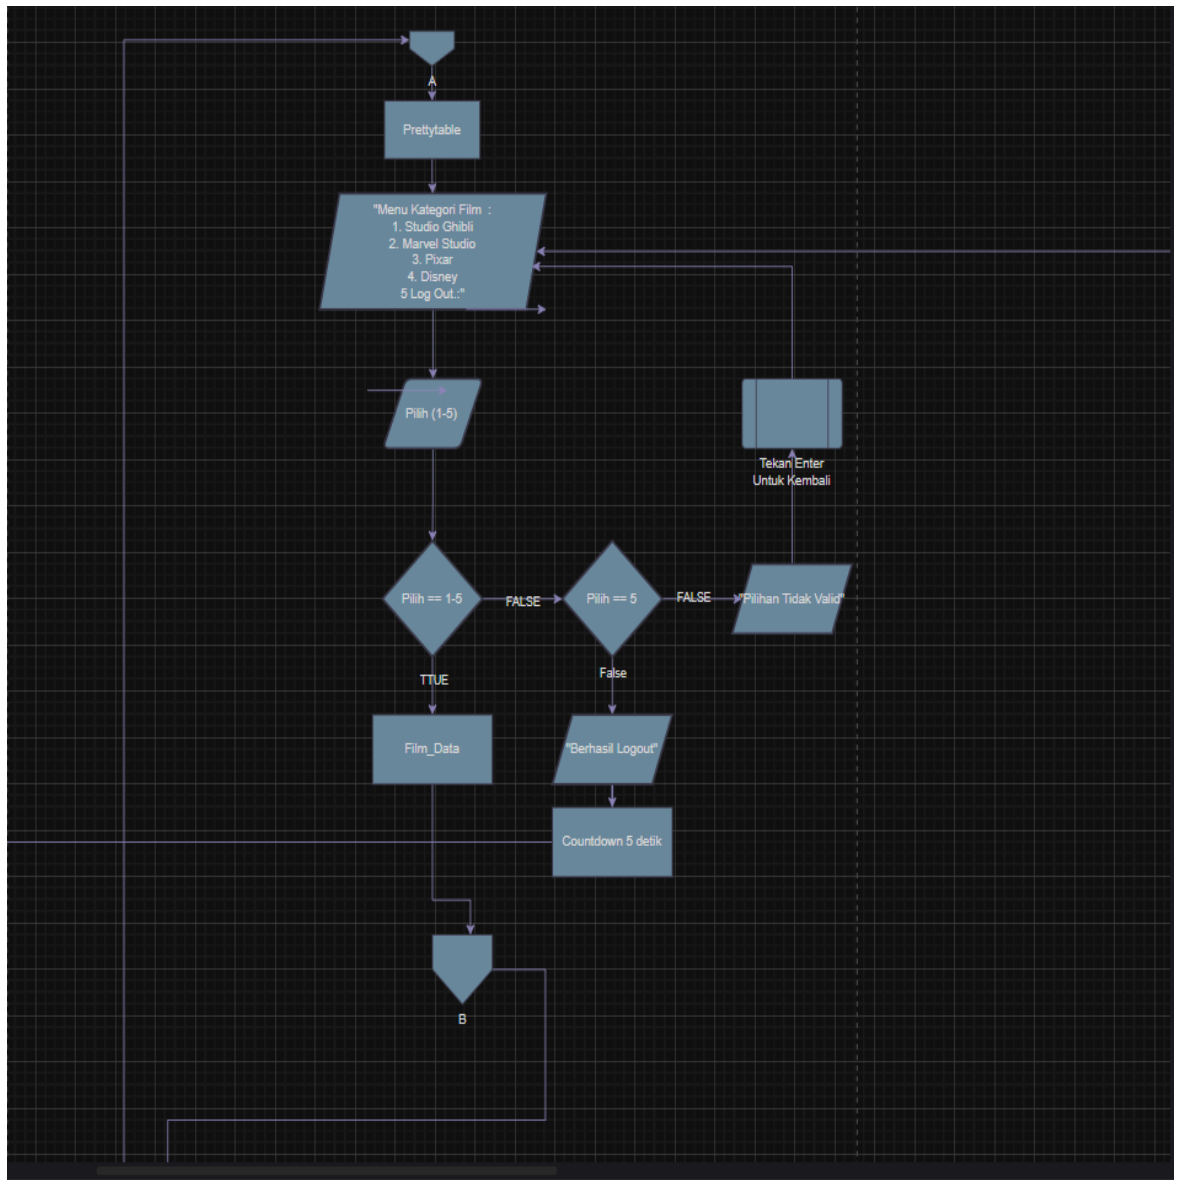 A
Prettytable
"Menu Kategori Film :
1. Studio Ghibli
2. Marvel Studio
3. Pixar
4. Disney
5 Log Out.:"
Pilih (1-5)
Tekan Enter
Untuk Kembali
Pilih == 1-5
FALSE
Pilih == 5
FALSE
"Pilihan Tidak Valid"
TTUE
False
Film_Data
"Berhasil Logout"
Countdown 5 detik
B